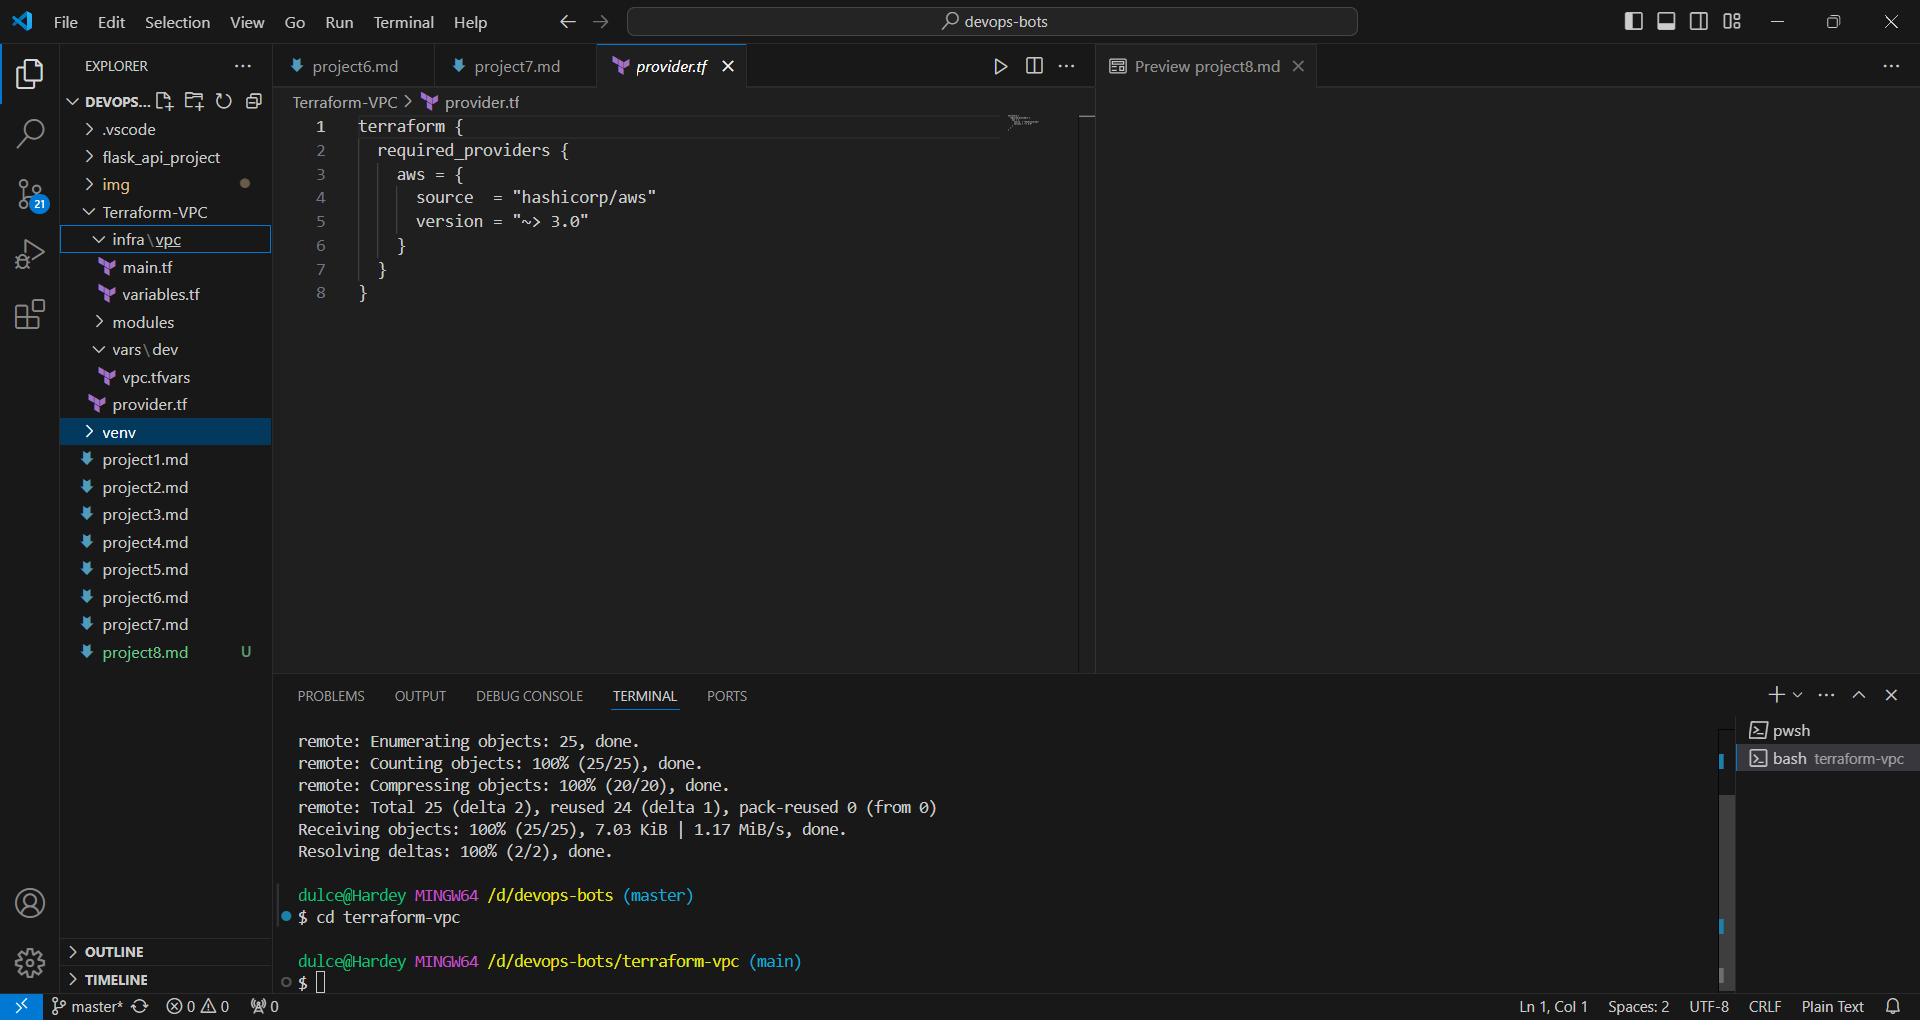 File Edit Selection View Go Run Terminal Help
devops-bots
EXPLORER
DEVOPS...
.vscode
flask_api_project
img
Terraform-VPC
infra\vpc
main.tf
variables.tf
modules
vars\dev
vpc.tfvars
provider.tf
venv
project1.md
project2.md
project3.md
project4.md
project5.md
project6.md
project7.md
project8.md U
OUTLINE
TIMELINE
21
project6.md project7.md provider.tf
Terraform-VPC > provider.tf
1 terraform {
2 required_providers {
3 aws = {
4 source  = "hashicorp/aws"
5 version = "~> 3.0"
6 }
7 }
8 }
Preview project8.md
PROBLEMS OUTPUT DEBUG CONSOLE TERMINAL PORTS
remote: Enumerating objects: 25, done.
remote: Counting objects: 100% (25/25), done.
remote: Compressing objects: 100% (20/20), done.
remote: Total 25 (delta 2), reused 24 (delta 1), pack-reused 0 (from 0)
Receiving objects: 100% (25/25), 7.03 KiB | 1.17 MiB/s, done.
Resolving deltas: 100% (2/2), done.
dulce@Hardey MINGW64 /d/devops-bots (master)
$ cd terraform-vpc
dulce@Hardey MINGW64 /d/devops-bots/terraform-vpc (main)
$
pwsh
bash terraform-vpc
master* 0 0 0
Ln 1, Col 1 Spaces: 2 UTF-8 CRLF Plain Text